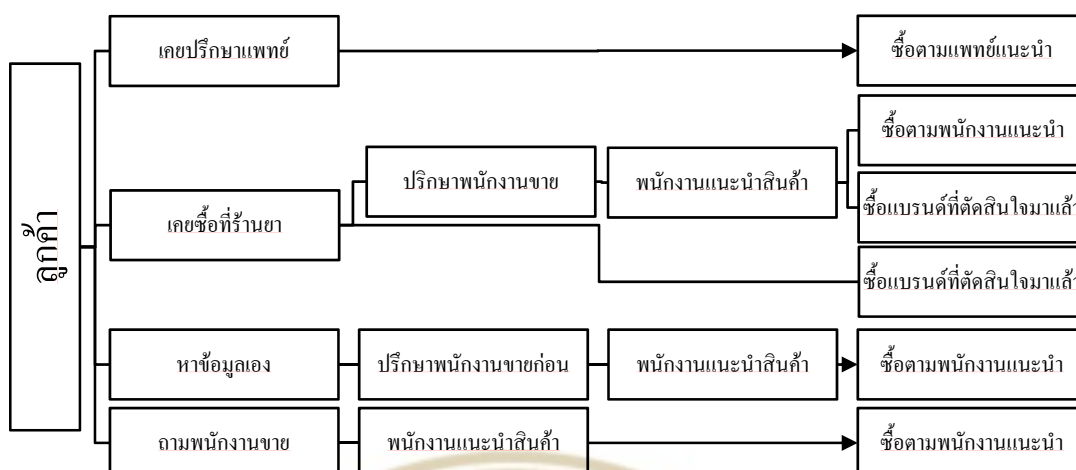 ลูกค้า
เคยปรึกษาแพทย์
ซื้อตามแพทย์แนะนำ
เคยซื้อที่ร้านยา
ปริกษาพนักงานขาย
พนักงานแนะนำสินค้า
ซื้อตามพนักงานแนะนำ
ซื้อแบรนด์ที่ตัดสินใจมาแล้ว
ซื้อแบรนด์ที่ตัดสินใจมาแล้ว
หาข้อมูลเอง
ปรึกษาพนักงานขายก่อน
พนักงานแนะนำสินค้า
ซื้อตามพนักงานแนะนำ
ถามพนักงานขาย
พนักงานแนะนำสินค้า
ซื้อตามพนักงานแนะนำ